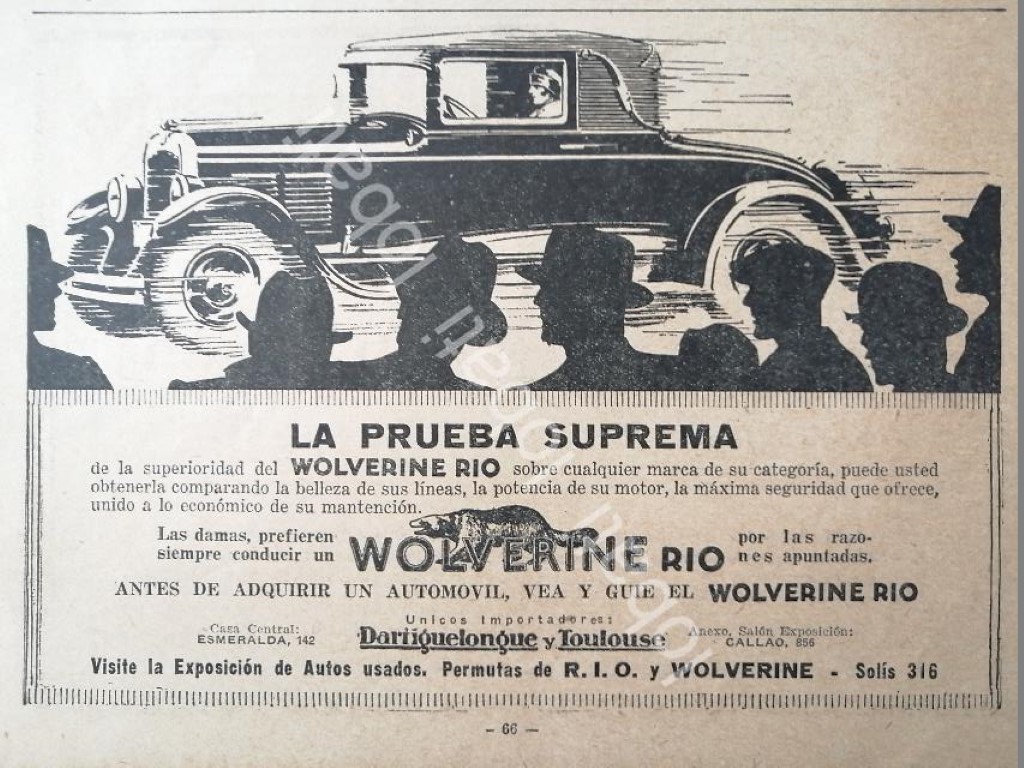 LA PRUEBA SUPREMA
de la superioridad del WOLVERINE RIO sobre cualquier marca de su categoría, puede usted
obtenerla comparando la belleza de sus líneas, la potencia de su motor, la máxima seguridad que ofrece,
unido a lo económico de su mantención.
Las damas, prefieren
siempre conducir un
WOLVERINE RIO
por las razo-
nes apuntadas.
ANTES DE ADQUIRIR UN AUTOMOVIL, VEA Y GUIE EL WOLVERINE RIO
Casa Central:
ESMERALDA, 142
Unicos Importadores:
Dartiguelongue y Toulouse
Anexo, Salón Exposición:
CALLAO, 856
Visite la Exposición de Autos usados. Permutas de R. I. O. y WOLVERINE - Solís 316
- 66 -